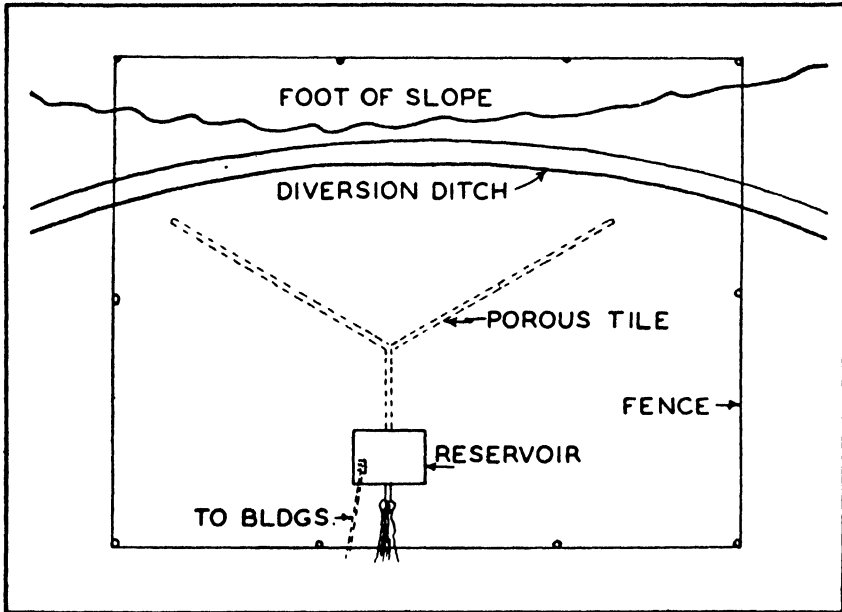 FOOT OF SLOPE
DIVERSION DITCH
POROUS TILE
FENCE
RESERVOIR
TO BLDGS.